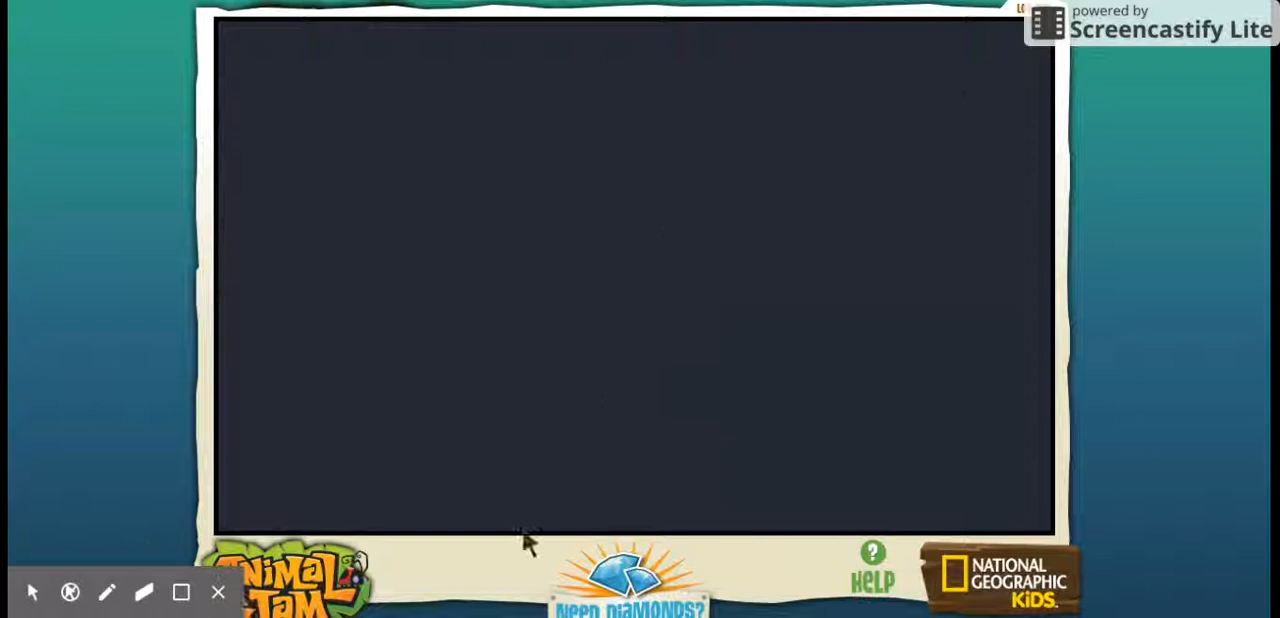 powered by
Screencastify Lite
ANIMAL
JAM
NEED DIAMONDS?
?
HELP
NATIONAL
GEOGRAPHIC
KiDS